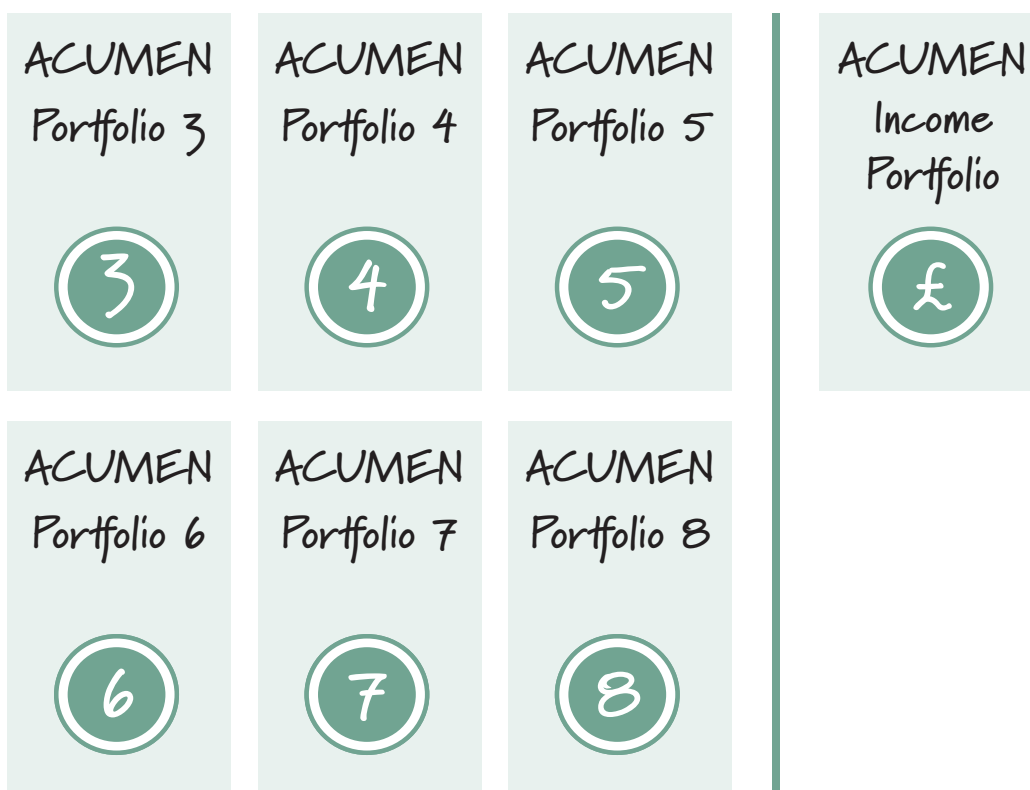 ACUMEN
Portfolio 3
3
ACUMEN
Portfolio 4
4
ACUMEN
Portfolio 5
5
ACUMEN
Income
Portfolio
£
ACUMEN
Portfolio 6
6
ACUMEN
Portfolio 7
7
ACUMEN
Portfolio 8
8